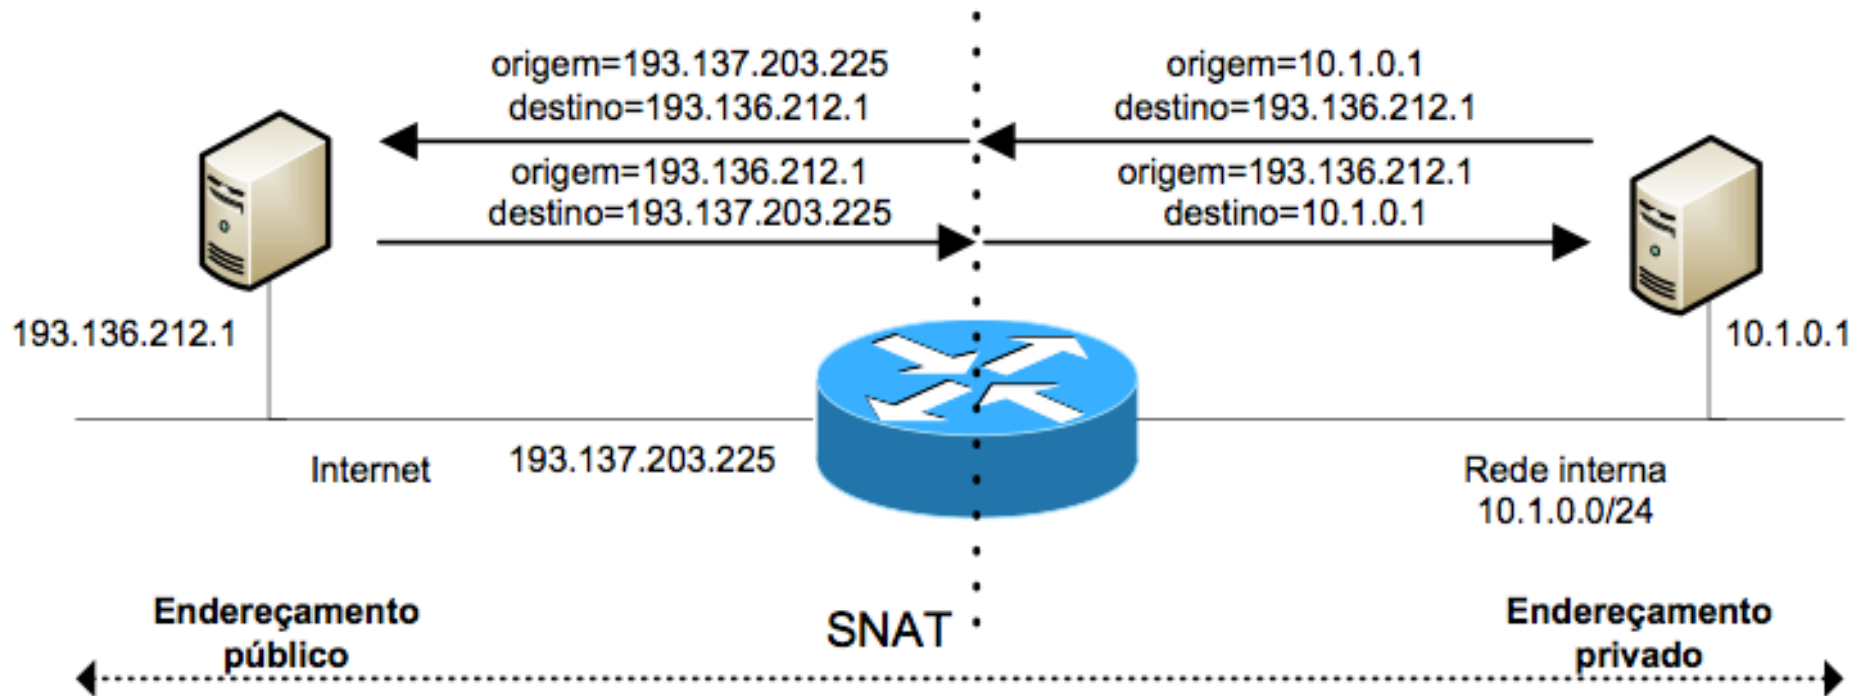 origem=193.137.203.225
destino=193.136.212.1
origem=10.1.0.1
destino=193.136.212.1
origem=193.136.212.1
destino=193.137.203.225
origem=193.136.212.1
destino=10.1.0.1
193.136.212.1
10.1.0.1
Internet
193.137.203.225
Rede interna
10.1.0.0/24
Endereçamento
público
SNAT
Endereçamento
privado